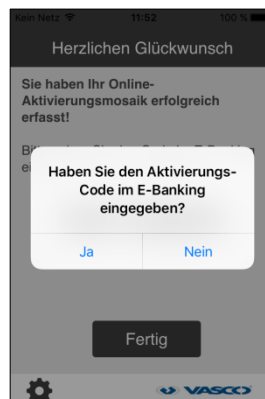 Kein Netz 11:52 100 %
Herzlichen Glückwunsch
Sie haben Ihr Online-
Aktivierungsmosaik erfolgreich
erfasst!
Haben Sie den Aktivierungs-
Code im E-Banking
eingegeben?
Ja Nein
Fertig
VASCO